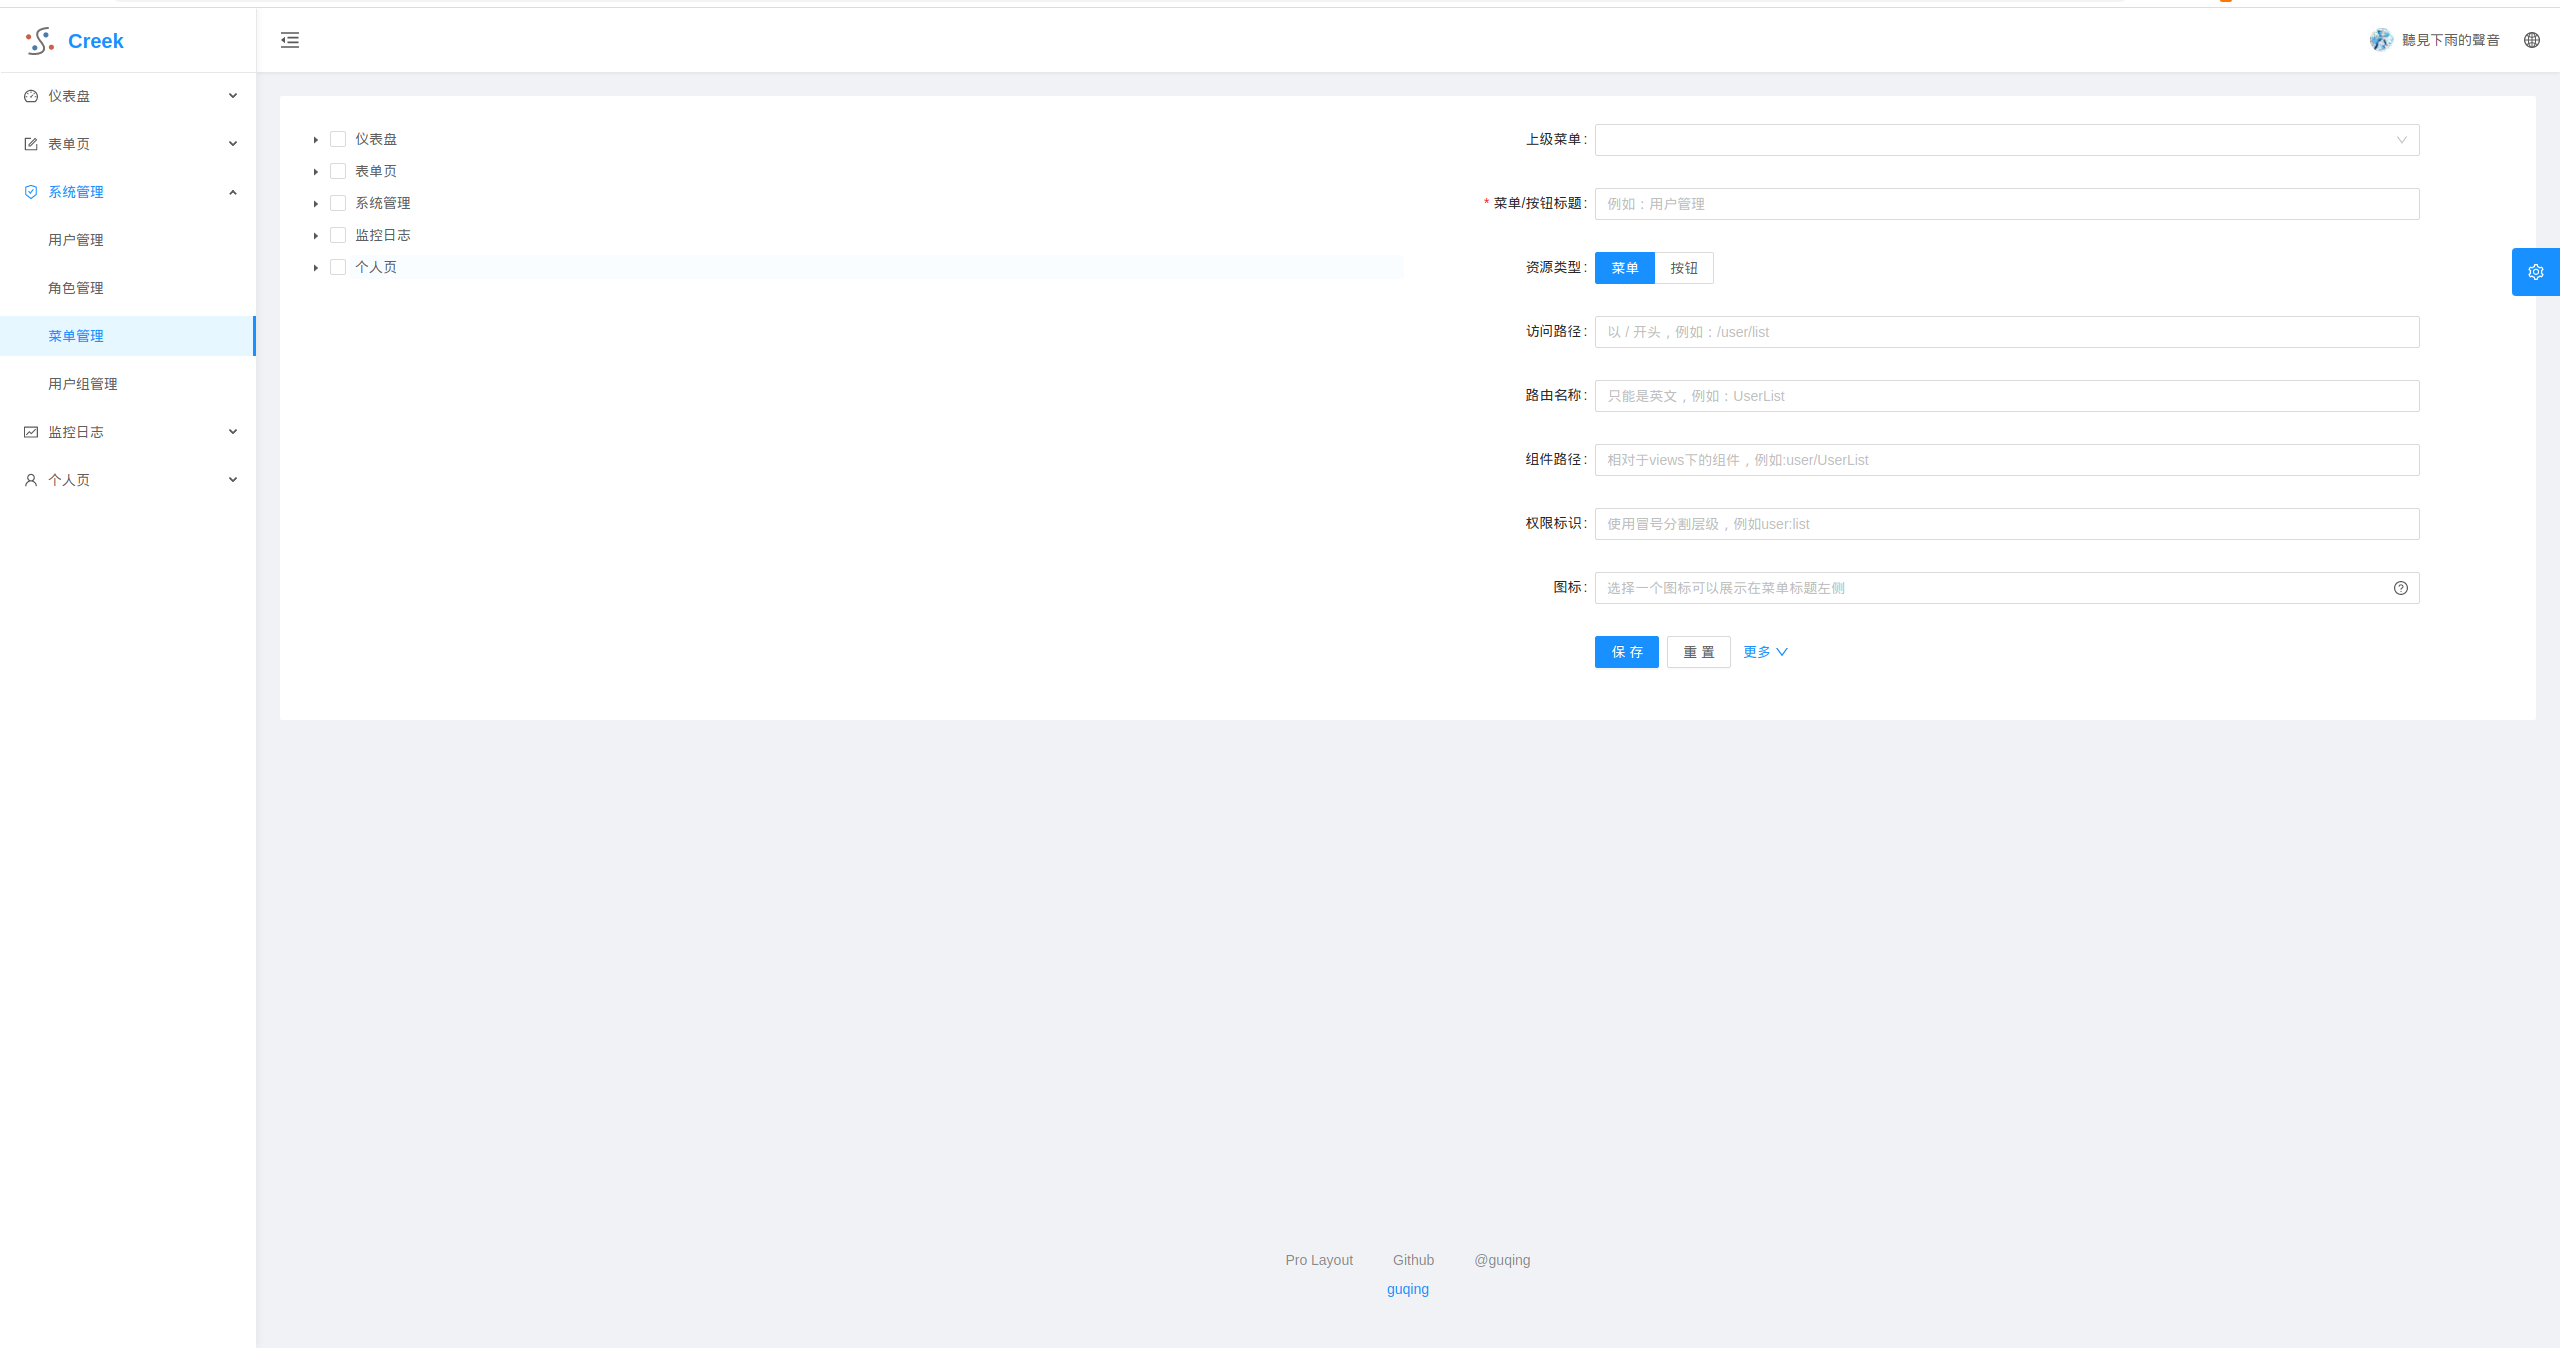 Creek
聽見下雨的聲音
仪表盘
表单页
系统管理
用户管理
角色管理
菜单管理
用户组管理
监控日志
个人页
仪表盘
表单页
系统管理
监控日志
个人页
上级菜单:
* 菜单/按钮标题: 例如：用户管理
资源类型: 菜单 按钮
访问路径: 以 / 开头，例如：/user/list
路由名称: 只能是英文，例如：UserList
组件路径: 相对于views下的组件，例如:user/UserList
权限标识: 使用冒号分割层级，例如user:list
图标: 选择一个图标可以展示在菜单标题左侧
保 存 重 置 更多
Pro Layout Github @guqing
guqing